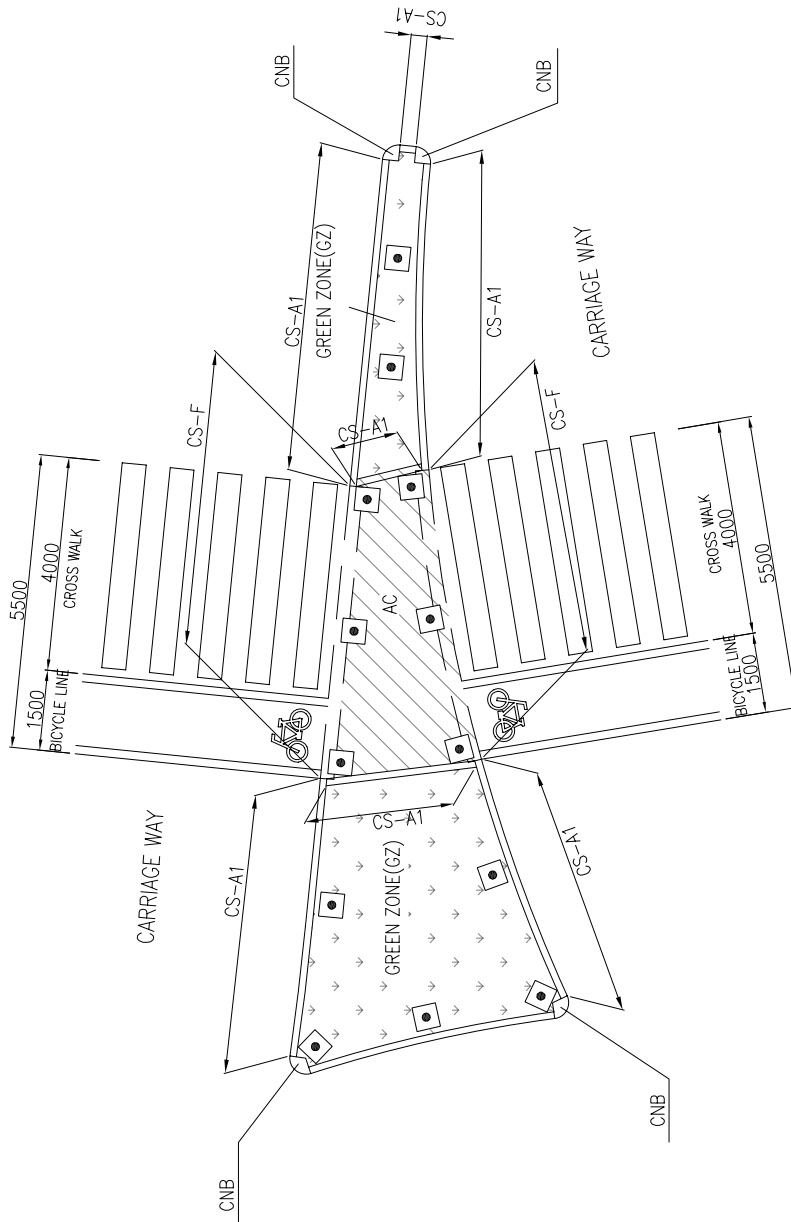 CS-A1
CNB
CNB
CS-A1
GREEN ZONE(GZ)
CS-A1
CARRIAGE WAY
CS-F
CS-A1
CS-F
5500
4000
CROSS WALK
1500
BICYCLE LINE
AC
CROSS WALK
4000
5500
BICYCLE LINE
1500
CARRIAGE WAY
CS-A1
CS-A1
GREEN ZONE(GZ)
CS-A1
CNB
CNB